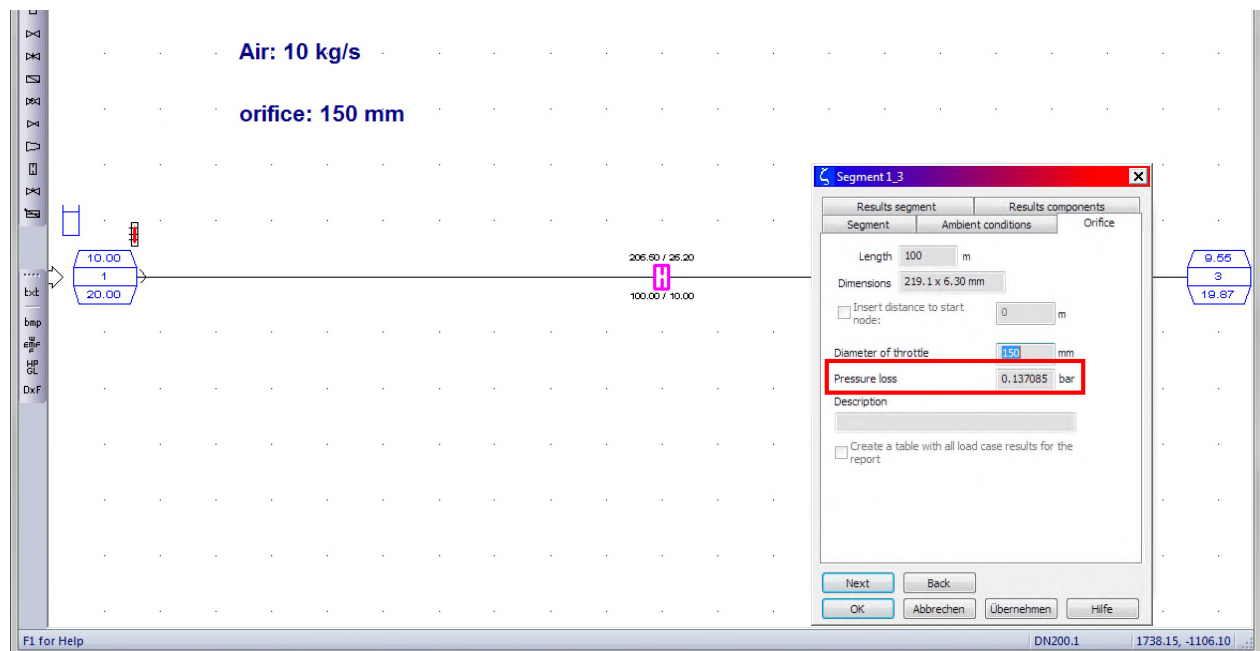 Air: 10 kg/s
orifice: 150 mm
10.00
1
20.00
206.50 / 25.20
100.00 / 10.00
9.55
3
19.87
Segment 1_3
Results segment
Results components
Segment
Ambient conditions
Orifice
Length 100 m
Dimensions 219.1 x 6.30 mm
Insert distance to start
node:
0 m
Diameter of throttle 150 mm
Pressure loss 0.137085 bar
Description
Create a table with all load case results for the
report
Next Back
OK Abbrechen Übernehmen Hilfe
txt
bmp
EMF
HP
GL
DxF
F1 for Help
DN200.1
1738.15, -1106.10